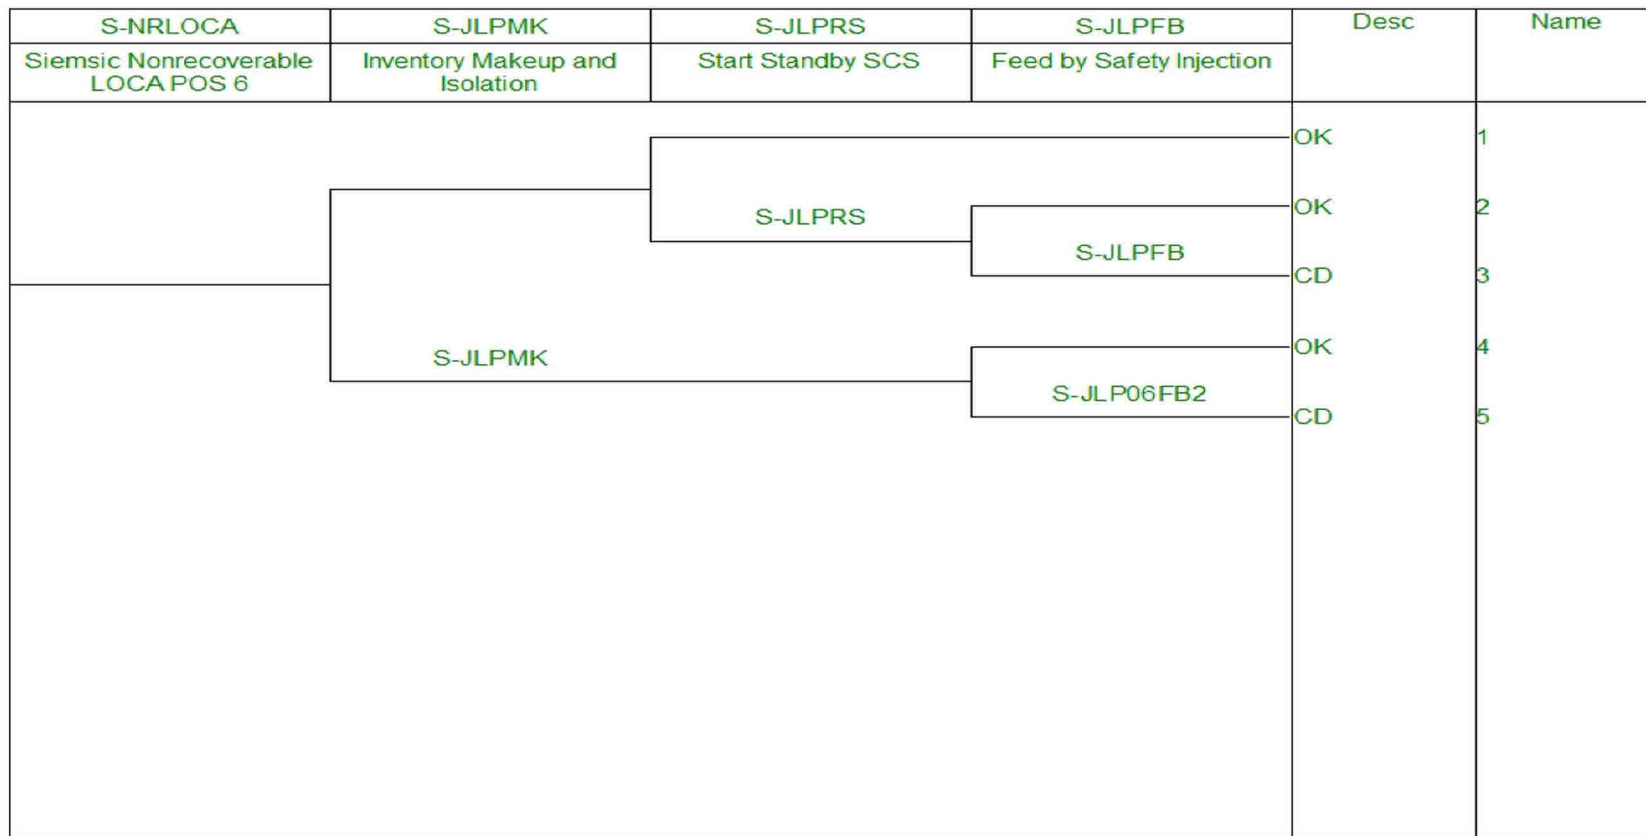 S-NRLOCA S-JLPMK S-JLPRS S-JLPFB Desc Name
Siemsic Nonrecoverable Inventory Makeup and Start Standby SCS Feed by Safety Injection
LOCA POS 6 Isolation
OK 1
S-JLPRS OK 2
S-JLPFB
CD 3
S-JLPMK OK 4
S-JLP06FB2
CD 5